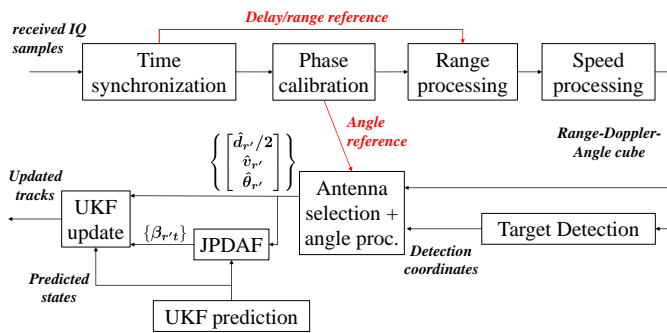 Delay/range reference
received IQ
samples
Time
synchronization
Phase
calibration
Range
processing
Speed
processing
Angle
reference
Range-Doppler-
Angle cube
{[d̂_{r'}/2
v̂_{r'}
θ̂_{r'}]}
Updated
tracks
UKF
update
{β_{r't}}
JPDAF
Antenna
selection +
angle proc.
Target Detection
Detection
coordinates
Predicted
states
UKF prediction